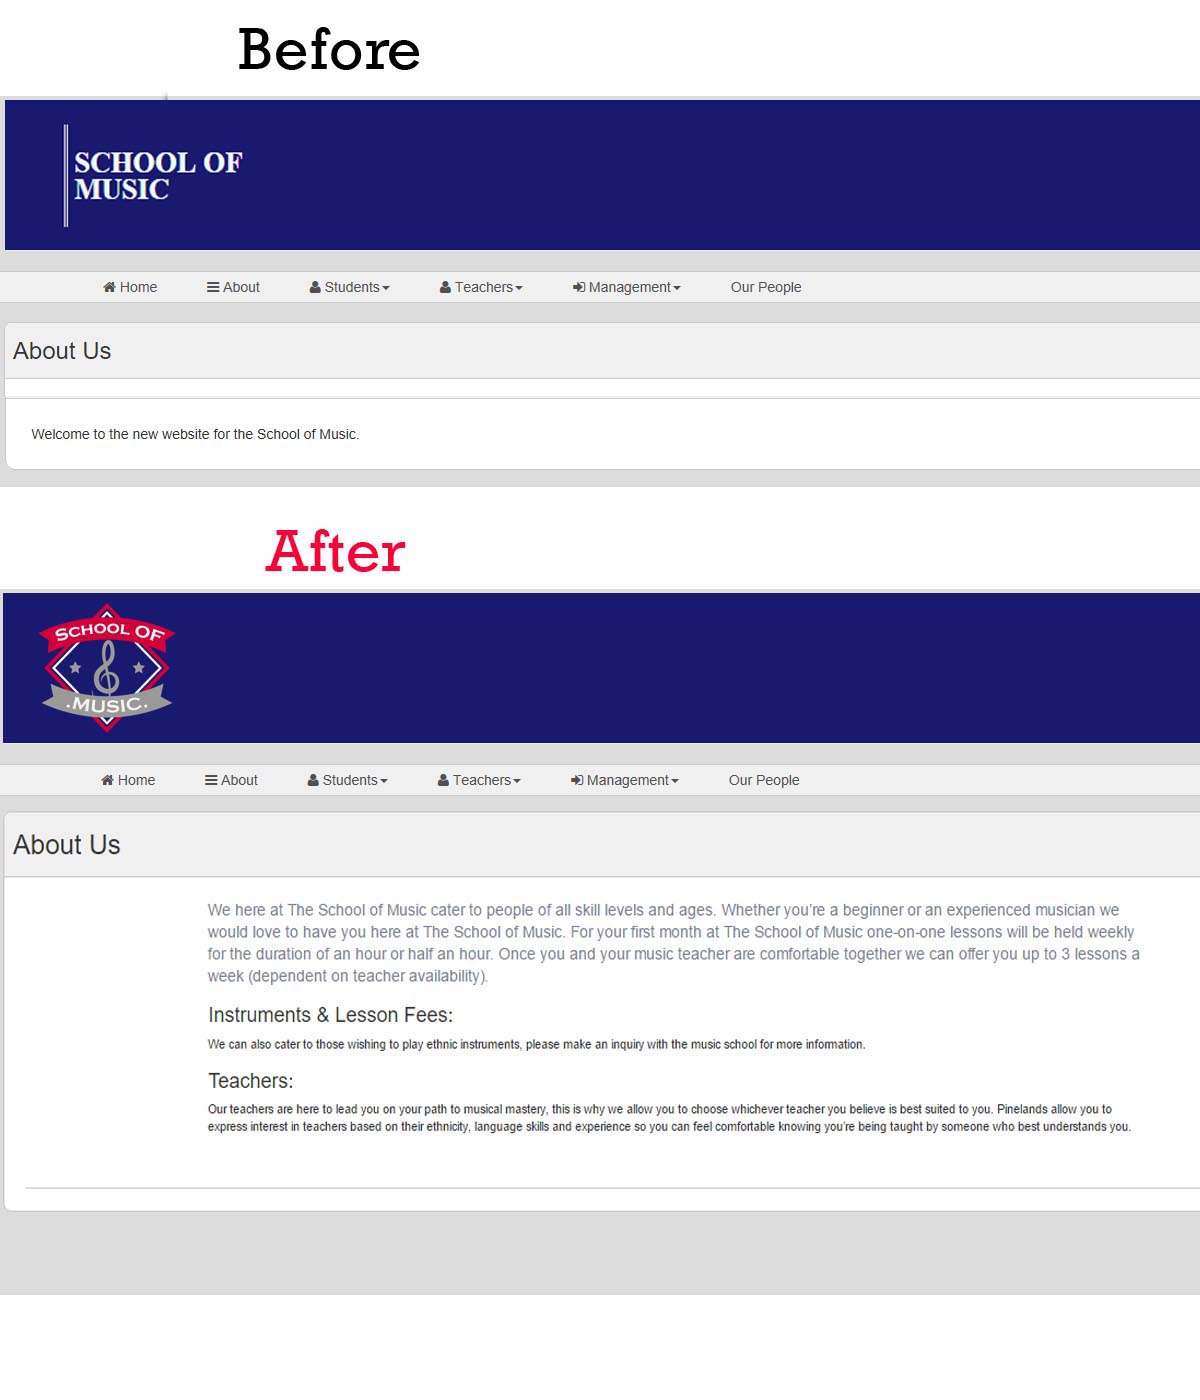 Before
SCHOOL OF
MUSIC
Home About Students Teachers Management Our People
About Us
Welcome to the new website for the School of Music.
After
SCHOOL OF
.MUSIC.
Home About Students Teachers Management Our People
About Us
We here at The School of Music cater to people of all skill levels and ages. Whether you're a beginner or an experienced musician we
would love to have you here at The School of Music. For your first month at The School of Music one-on-one lessons will be held weekly
for the duration of an hour or half an hour. Once you and your music teacher are comfortable together we can offer you up to 3 lessons a
week (dependent on teacher availability).
Instruments & Lesson Fees:
We can also cater to those wishing to play ethnic instruments, please make an inquiry with the music school for more information.
Teachers:
Our teachers are here to lead you on your path to musical mastery, this is why we allow you to choose whichever teacher you believe is best suited to you. Pinelands allow you to
express interest in teachers based on their ethnicity, language skills and experience so you can feel comfortable knowing you're being taught by someone who best understands you.